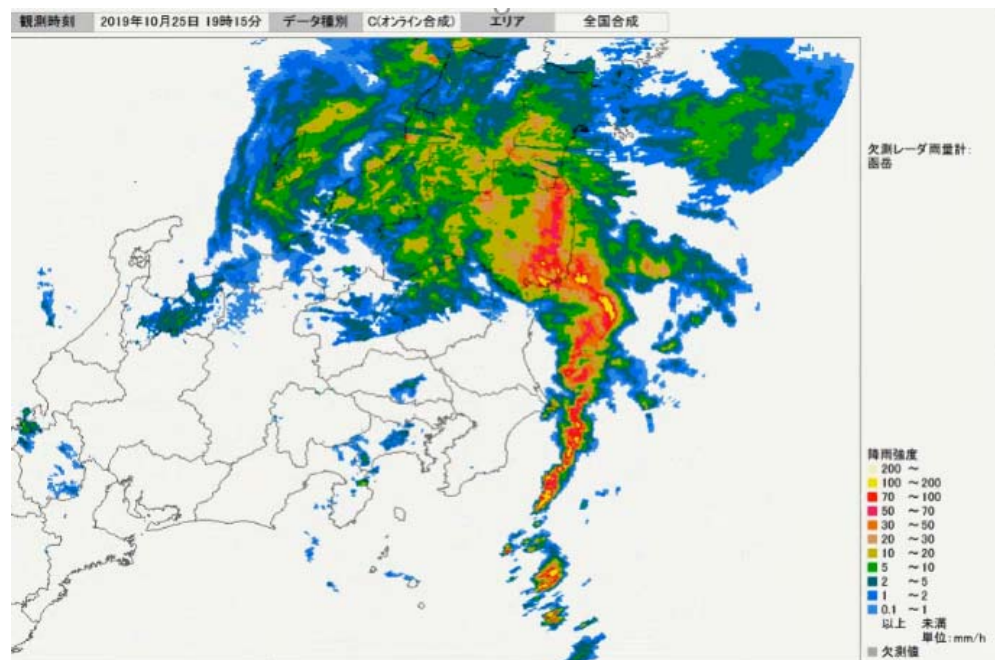 観測時刻 2019年10月25日 19時15分 データ種別 C(オンライン合成) エリア 全国合成
欠測レーダ雨量計:
函岳
降雨強度
200 ～
100 ～200
70 ～100
50 ～70
30 ～50
20 ～30
10 ～20
5 ～10
2 ～5
1 ～2
0.1 ～1
以上 未満
単位:mm/h
欠測値